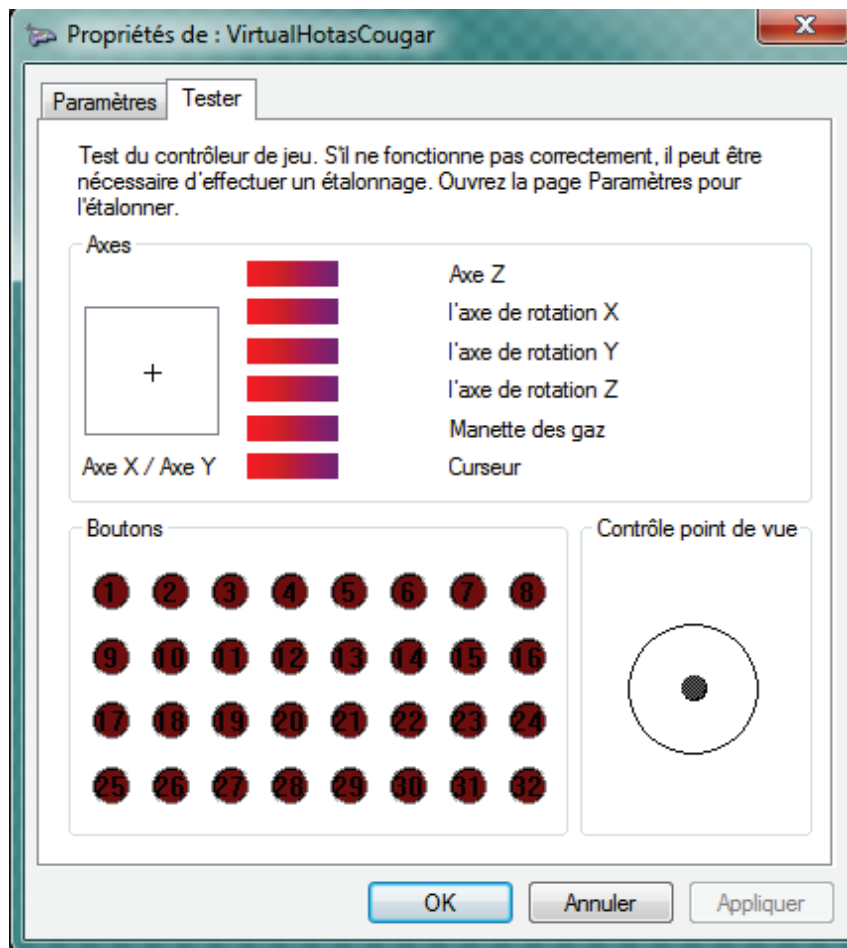 Propriétés de : VirtualHotasCougar
Paramètres Tester
Test du contrôleur de jeu. S'il ne fonctionne pas correctement, il peut être
nécessaire d'effectuer un étalonnage. Ouvrez la page Paramètres pour
l'étalonner.
Axes
Axe Z
l'axe de rotation X
l'axe de rotation Y
l'axe de rotation Z
Manette des gaz
Axe X / Axe Y Curseur
Boutons
Contrôle point de vue
1 2 3 4 5 6 7 8
9 10 11 12 13 14 15 16
17 18 19 20 21 22 23 24
25 26 27 28 29 30 31 32
OK Annuler Appliquer